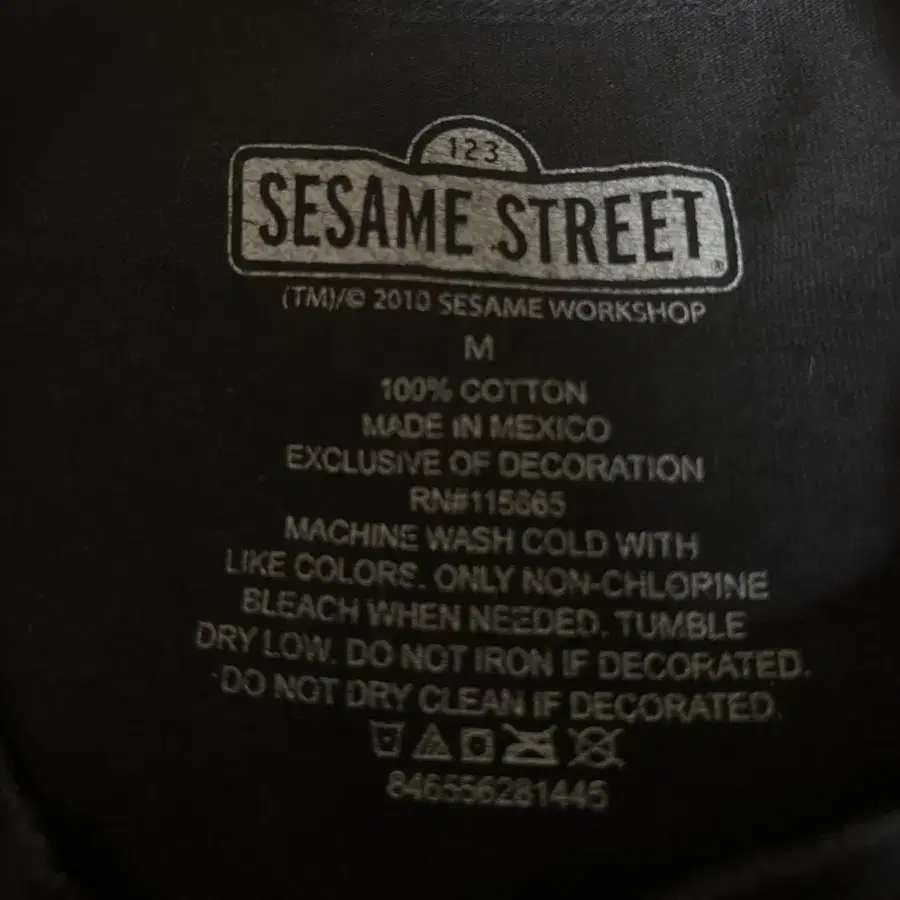 123
SESAME STREET®
(TM)/© 2010 SESAME WORKSHOP
M
100% COTTON
MADE IN MEXICO
EXCLUSIVE OF DECORATION
MACHINE WASH COLD WITH
LIKE COLORS. ONLY NON-CHLORINE
BLEACH WHEN NEEDED. TUMBLE
DRY LOW. DO NOT IRON IF DECORATED.
DO NOT DRY CLEAN IF DECORATED.
846556281445